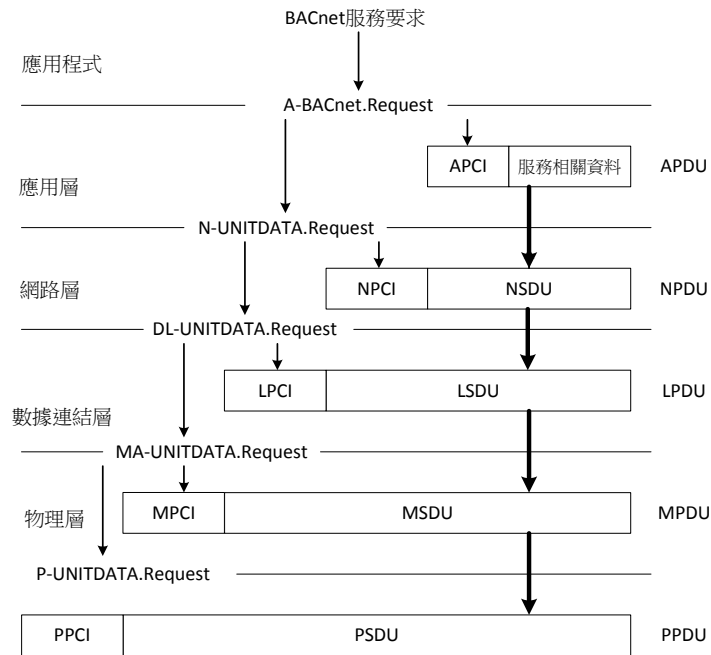 BACnet服務要求
應用程式
A-BACnet.Request
APCI 服務相關資料 APDU
應用層
N-UNITDATA.Request
NPCI NSDU NPDU
網路層
DL-UNITDATA.Request
LPCI LSDU LPDU
數據連結層
MA-UNITDATA.Request
MPCI MSDU MPDU
物理層
P-UNITDATA.Request
PPCI PSDU PPDU